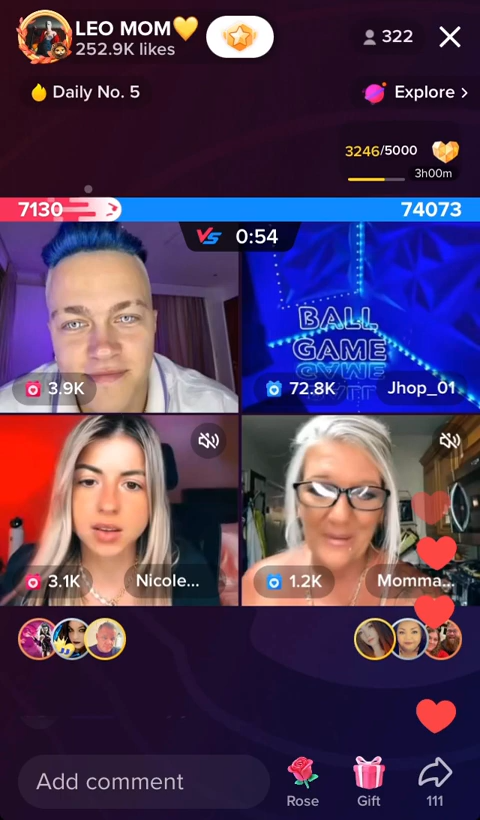 LEO MOM💛
252.9K likes
322
Daily No. 5
Explore
3246/5000
3h00m
7130
74073
VS 0:54
BALL
GAME
3.9K
72.8K
Jhop_01
3.1K
Nicole...
1.2K
Momma...
Add comment
Rose
Gift
111